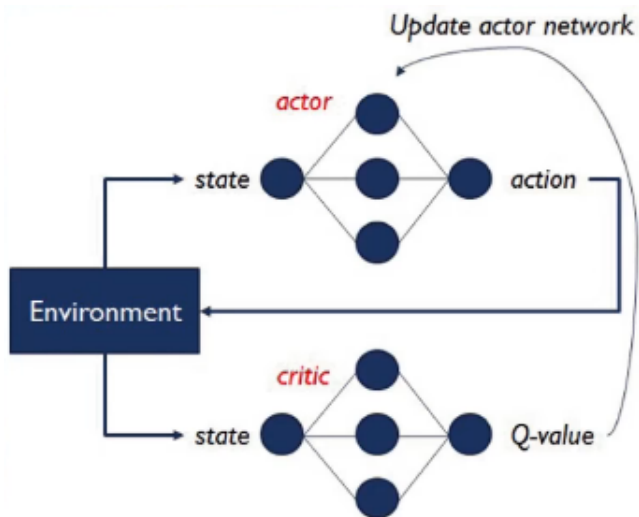 Update actor network
actor
state
action
Environment
critic
state
Q-value